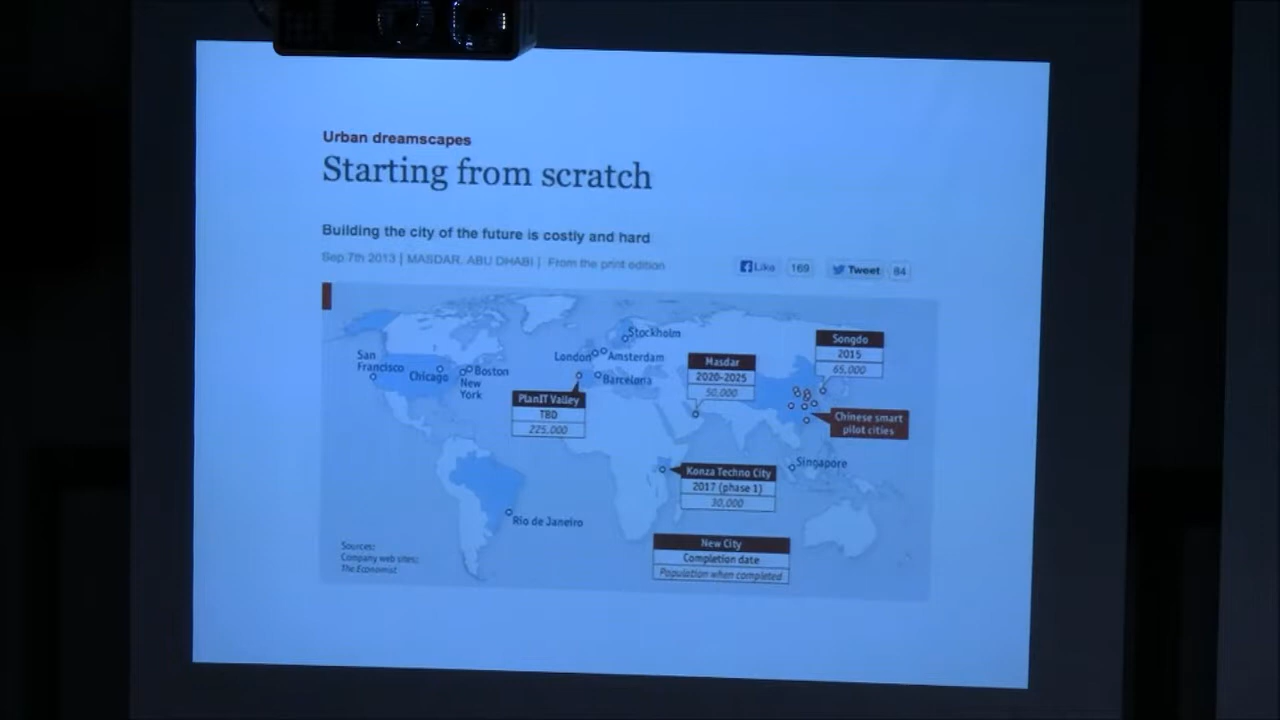 Urban dreamscapes
Starting from scratch
Building the city of the future is costly and hard
Sep 7th 2013 | MASDAR, ABU DHABI | From the print edition
Like 169
Tweet 84
Stockholm
London
Amsterdam
Barcelona
San
Francisco
Chicago
Boston
New
York
PlanIT Valley
TBD
225,000
Masdar
2020-2025
50,000
Songdo
2015
65,000
Chinese smart
pilot cities
Singapore
Konza Techno City
2017 (phase 1)
30,000
Rio de Janeiro
New City
Completion date
Population when completed
Sources:
Company web sites;
The Economist